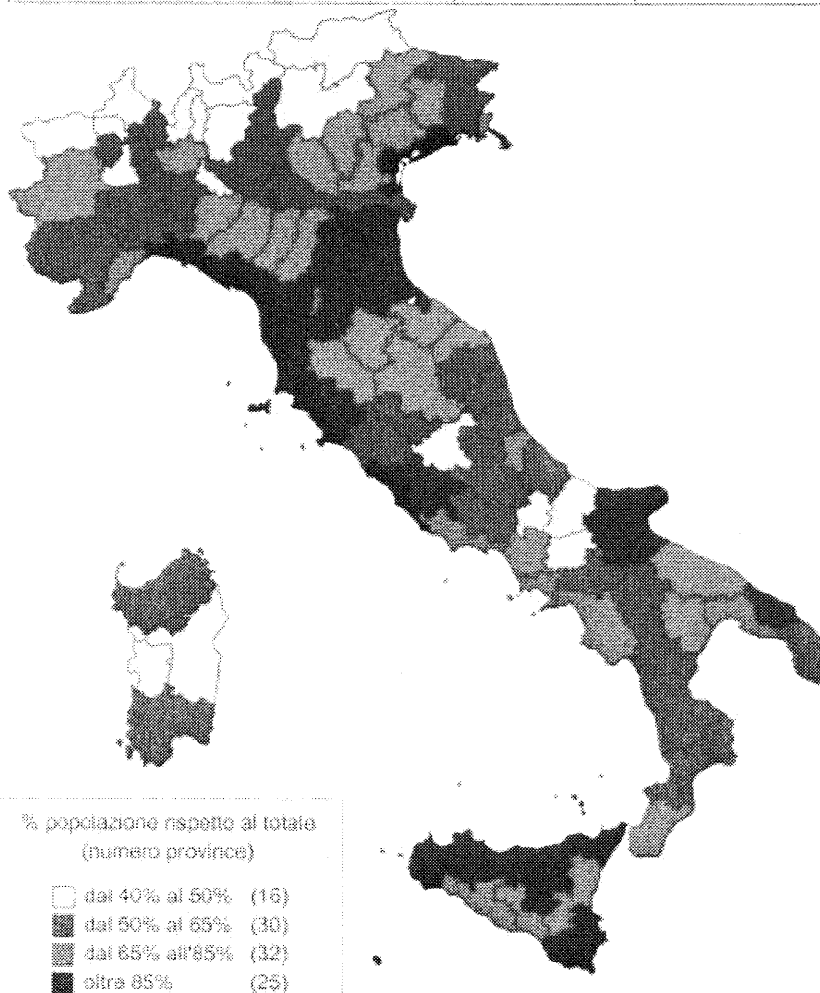 % popolazione rispetto al totale
(numero province)
dal 40% al 50% (16)
dal 50% al 65% (30)
dal 65% all'85% (32)
oltre 85% (25)